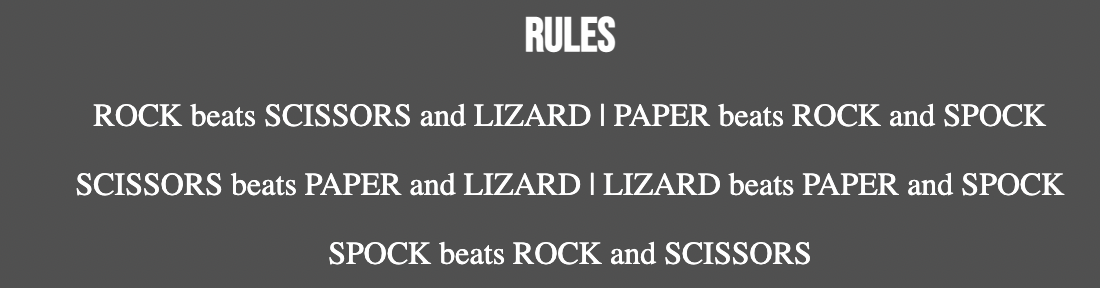 RULES
ROCK beats SCISSORS and LIZARD | PAPER beats ROCK and SPOCK
SCISSORS beats PAPER and LIZARD | LIZARD beats PAPER and SPOCK
SPOCK beats ROCK and SCISSORS